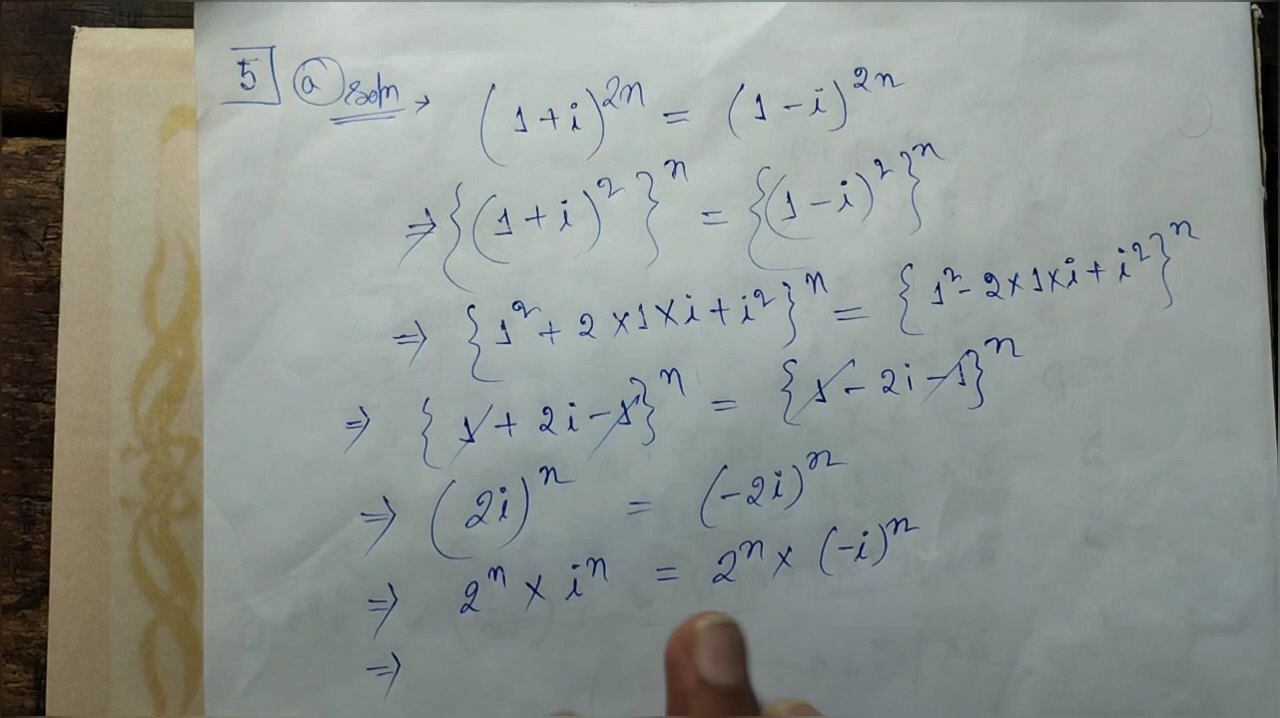 5 (a) soln → (1+i)^{2n} = (1-i)^{2n}
⇒ {(1+i)^2}^n = {(1-i)^2}^n
⇒ {1^2+2×1×i+i^2}^n = {1^2-2×1×i+i^2}^n
⇒ {1+2i-1}^n = {1-2i-1}^n
⇒ (2i)^n = (-2i)^n
⇒ 2^n × i^n = 2^n × (-i)^n
⇒